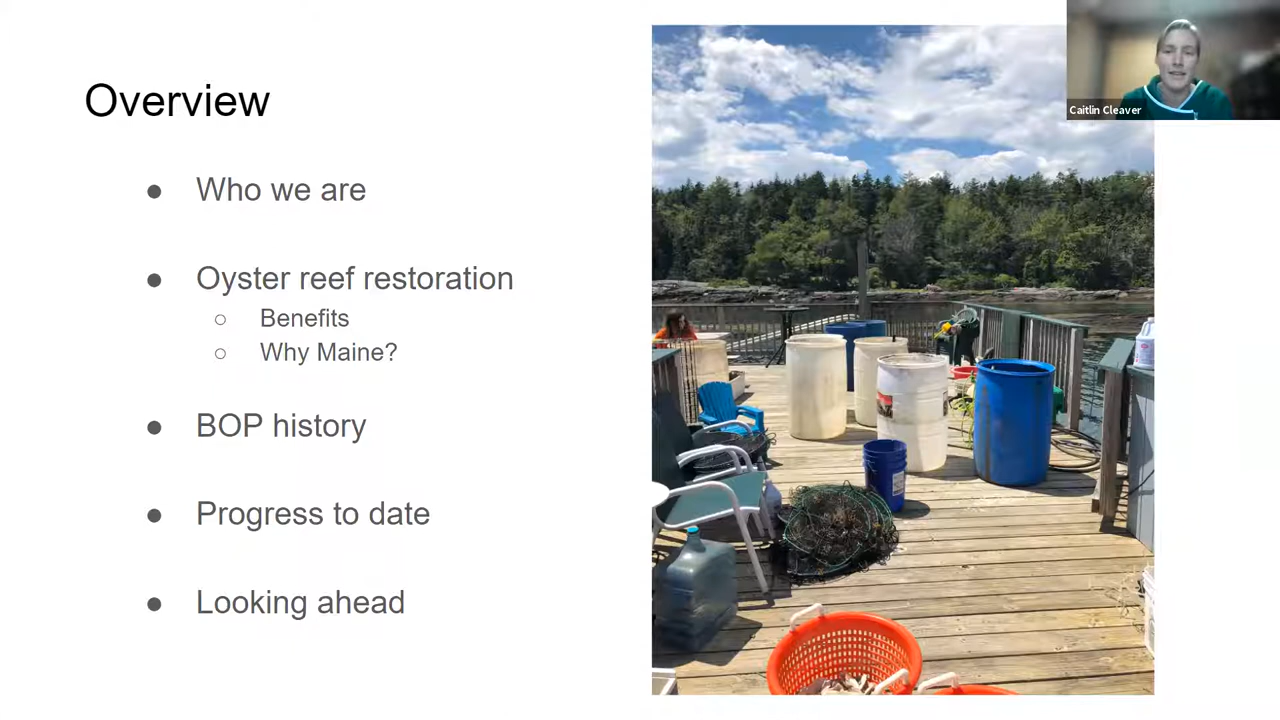 Overview
Who we are
Oyster reef restoration
Benefits
Why Maine?
BOP history
Progress to date
Looking ahead
Caitlin Cleaver